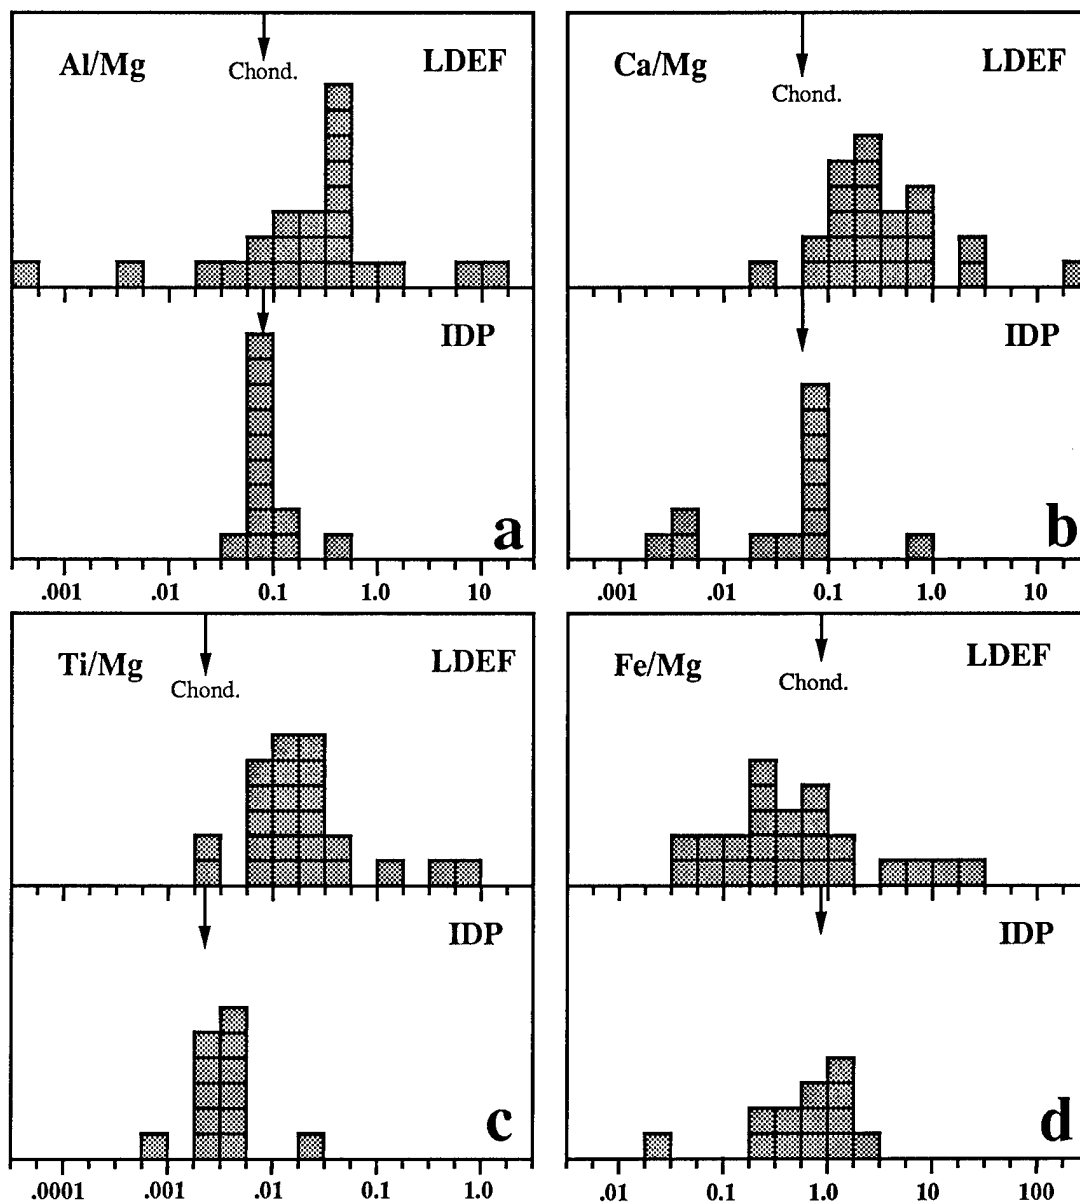 Al/Mg
Chond.
LDEF
IDP
a
.001 .01 0.1 1.0 10
Ca/Mg
Chond.
LDEF
IDP
b
.001 .01 0.1 1.0 10
Ti/Mg
Chond.
LDEF
IDP
c
.0001 .001 .01 0.1 1.0
Fe/Mg
Chond.
LDEF
IDP
d
.01 0.1 1.0 10 100